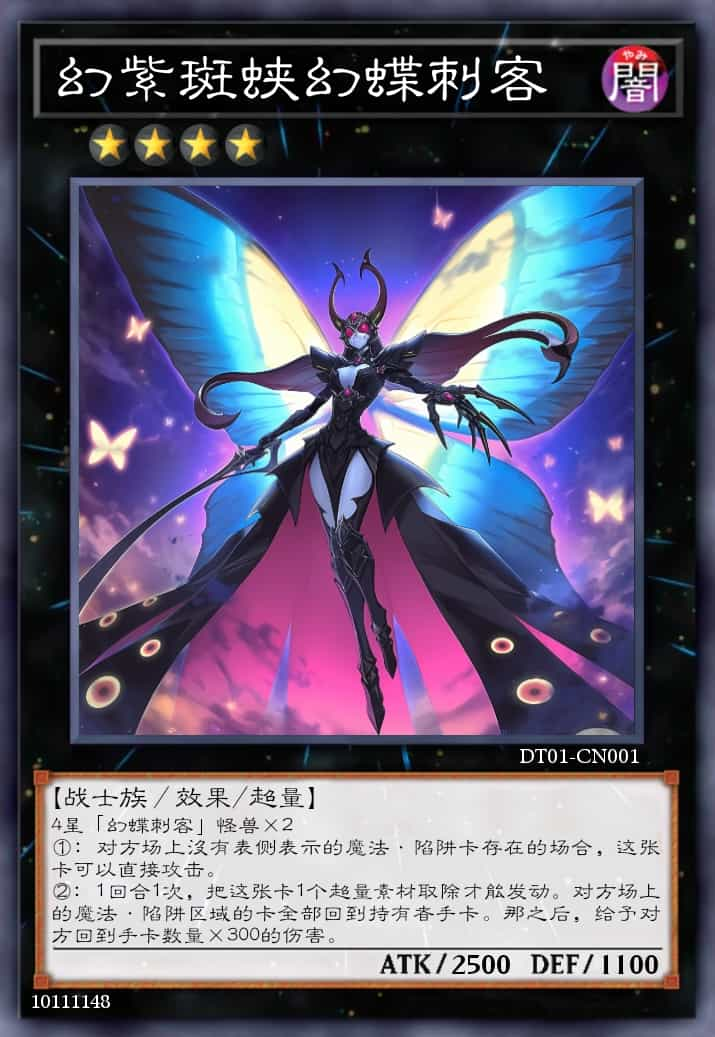 幻紫斑蛱幻蝶刺客
やみ
闇
DT01-CN001
【战士族／效果/超量】
4星「幻蝶刺客」怪兽×2
①：对方场上没有表侧表示的魔法·陷阱卡存在的场合，这张
卡可以直接攻击。
②：1回合1次，把这张卡1个超量素材取除才能发动。对方场上
的魔法·陷阱区域的卡全部回到持有者手卡。那之后，给予对
方回到手卡数量×300的伤害。
ATK/2500 DEF/1100
10111148